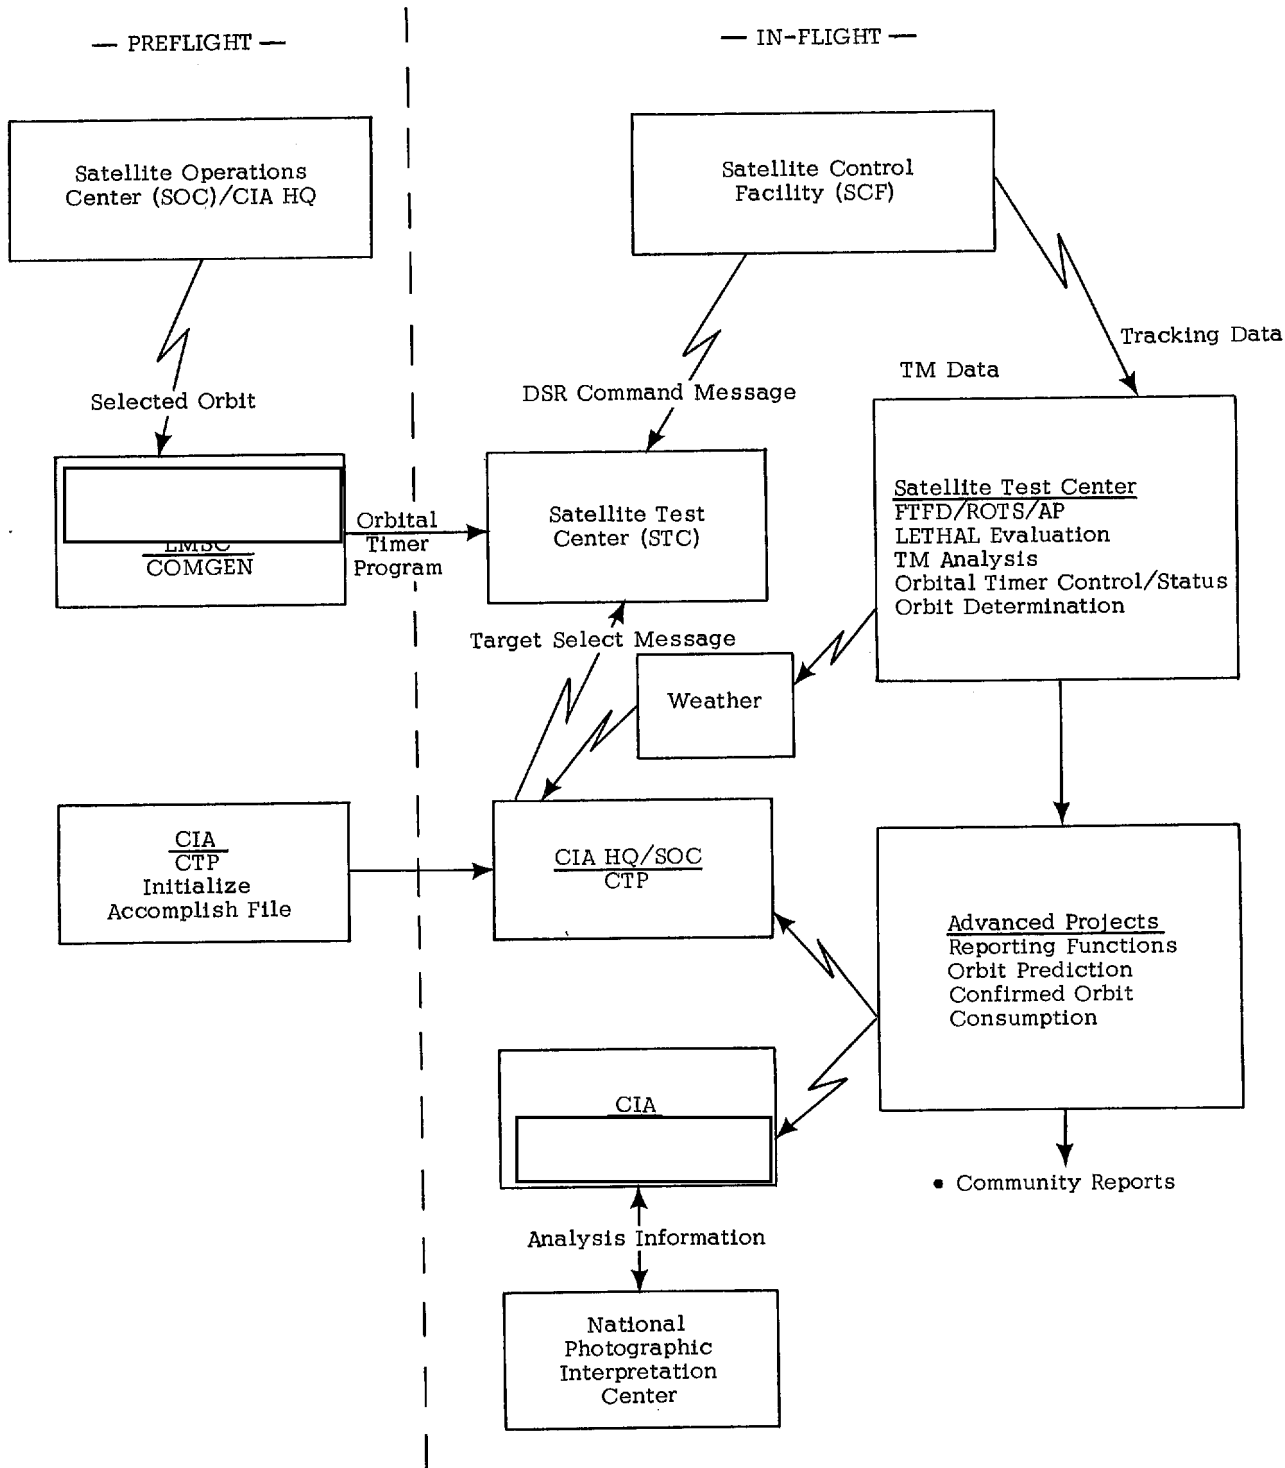 — PREFLIGHT —
— IN-FLIGHT —
Satellite Operations
Center (SOC)/CIA HQ
Satellite Control
Facility (SCF)
Tracking Data
TM Data
Selected Orbit
DSR Command Message
LMSC
COMGEN
Orbital
Timer
Program
Satellite Test
Center (STC)
Satellite Test Center
FTFD/ROTS/AP
LETHAL Evaluation
TM Analysis
Orbital Timer Control/Status
Orbit Determination
Target Select Message
Weather
CIA
CTP
Initialize
Accomplish File
CIA HQ/SOC
CTP
Advanced Projects
Reporting Functions
Orbit Prediction
Confirmed Orbit
Consumption
CIA
• Community Reports
Analysis Information
National
Photographic
Interpretation
Center